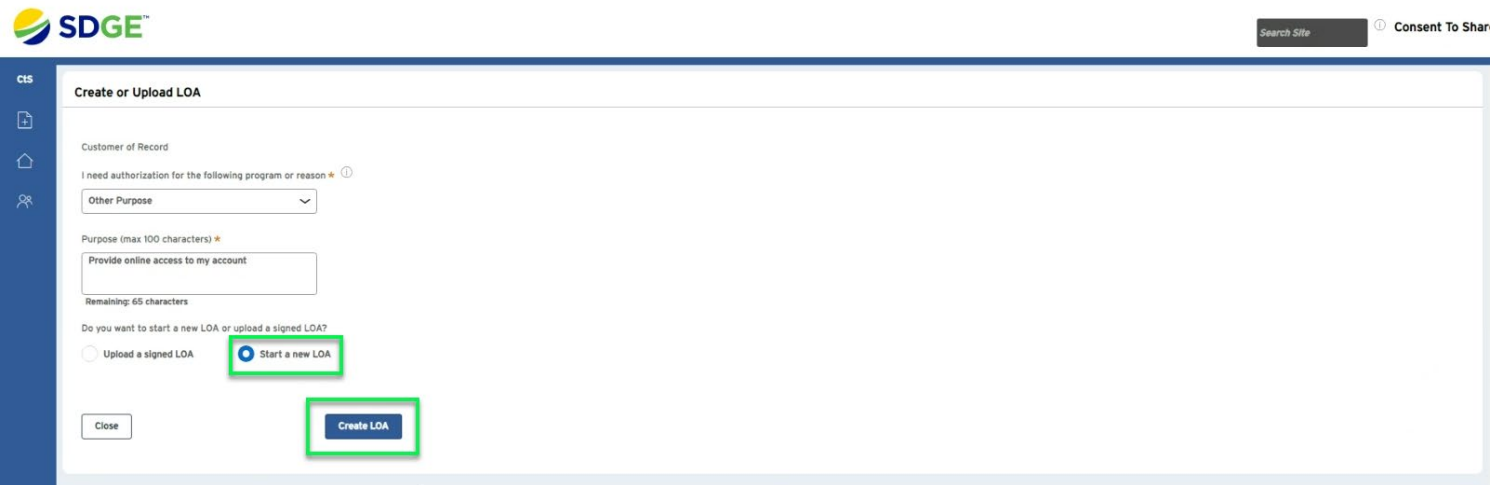 SDGE™
Search Site
Consent To Shar
CtS
Create or Upload LOA
Customer of Record
I need authorization for the following program or reason *
Other Purpose
Purpose (max 100 characters) *
Provide online access to my account
Remaining: 65 characters
Do you want to start a new LOA or upload a signed LOA?
Upload a signed LOA Start a new LOA
Close Create LOA